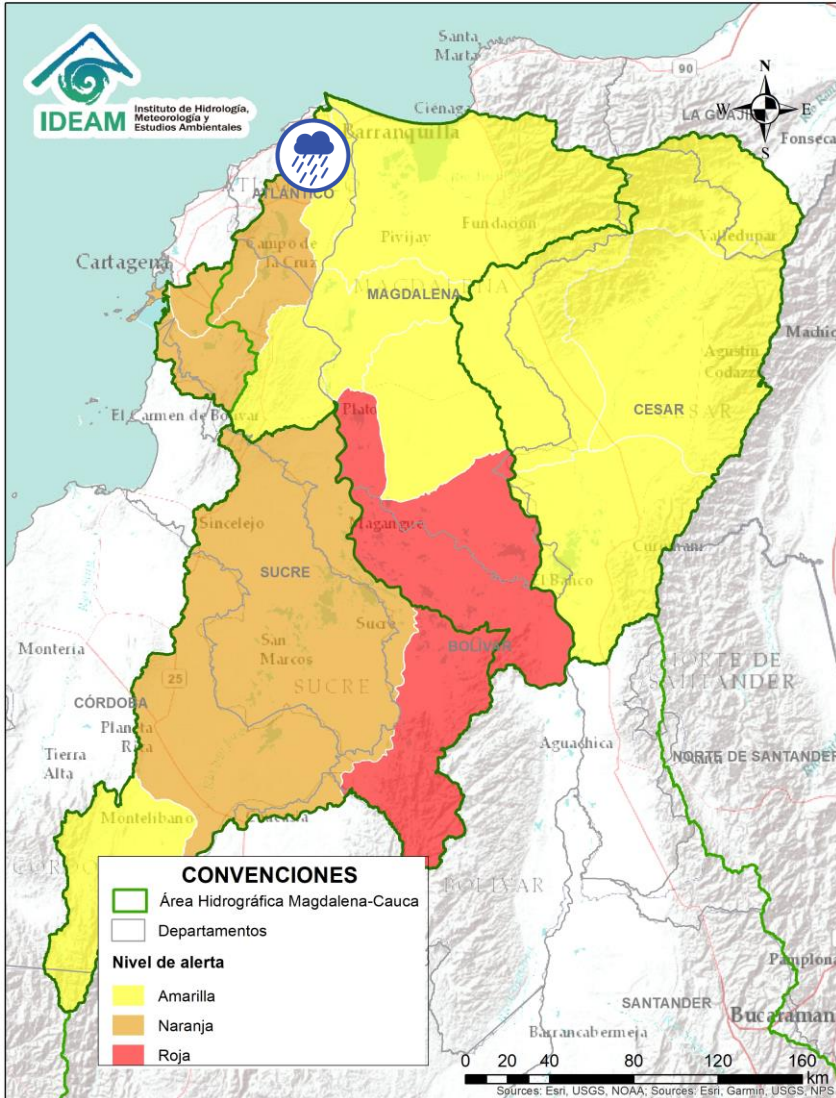 Santa
Marta
90
N
W E
S
IDEAM
Instituto de Hidrología,
Meteorología y
Estudios Ambientales
Ciénaga
LA GUAJIRA
Fonseca
Barranquilla
ATLÁNTICO
Campo de
la Cruz
Pivijay
Fundación
Valledupar
Cartagena
MAGDALENA
Agustín
Codazzi
Machiq
CESAR
El Carmen de Bolívar
Plato
Sincelejo
Magangué
Curumaní
El Banco
SUCRE
Sucre
Montería
San
Marcos
BOLÍVAR
NORTE DE
SANTANDER
SUCRE
25
CÓRDOBA
Planeta
Rica
Tierra
Alta
Aguachica
NORTE DE SANTANDER
Montelíbano
Caucasia
BOLÍVAR
CONVENCIONES
Área Hidrográfica Magdalena-Cauca
Departamentos
Nivel de alerta
Amarilla
Naranja
Roja
Pamplona
SANTANDER
Bucaraman
Barrancabermeja
0 20 40 80 120 160
km
Sources: Esri, USGS, NOAA; Sources: Esri, Garmin, USGS, NPS